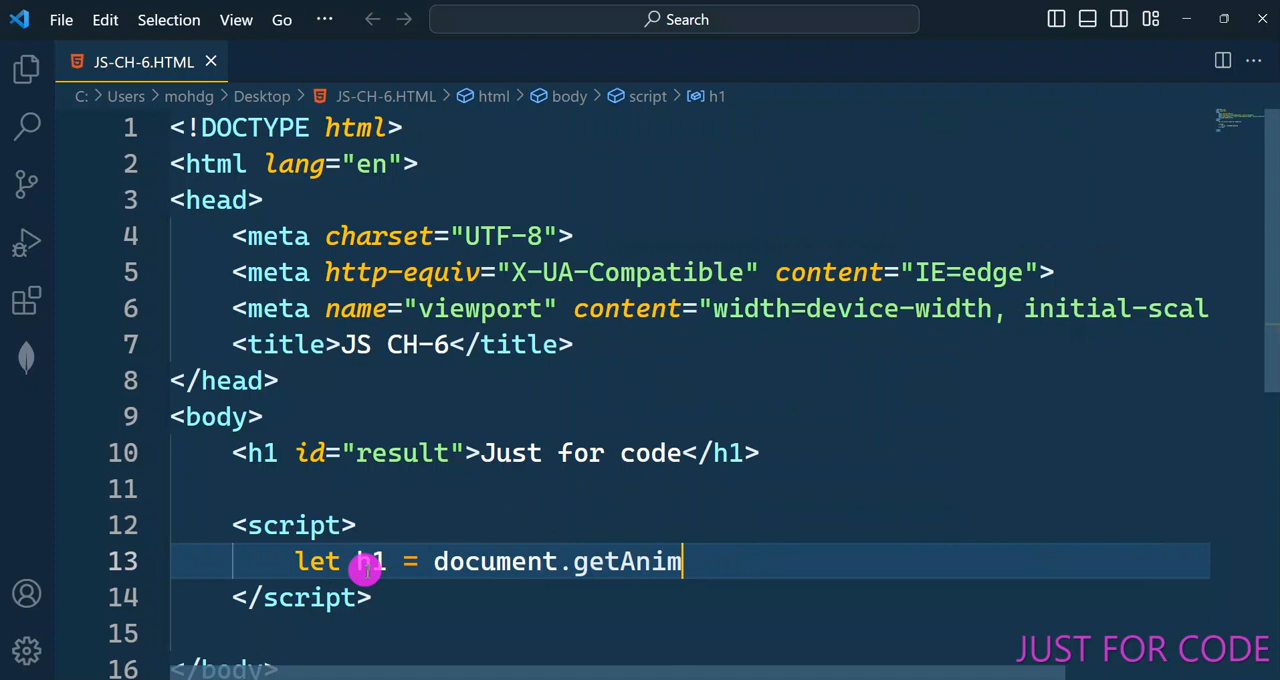 File Edit Selection View Go ··· Search
JS-CH-6.HTML
C: > Users > mohdg > Desktop > JS-CH-6.HTML > html > body > script > h1
1 <!DOCTYPE html>
2 <html lang="en">
3 <head>
4 <meta charset="UTF-8">
5 <meta http-equiv="X-UA-Compatible" content="IE=edge">
6 <meta name="viewport" content="width=device-width, initial-scal
7 <title>JS CH-6</title>
8 </head>
9 <body>
10 <h1 id="result">Just for code</h1>
11
12 <script>
13 let h1 = document.getAnim
14 </script>
15
16 </body>
JUST FOR CODE